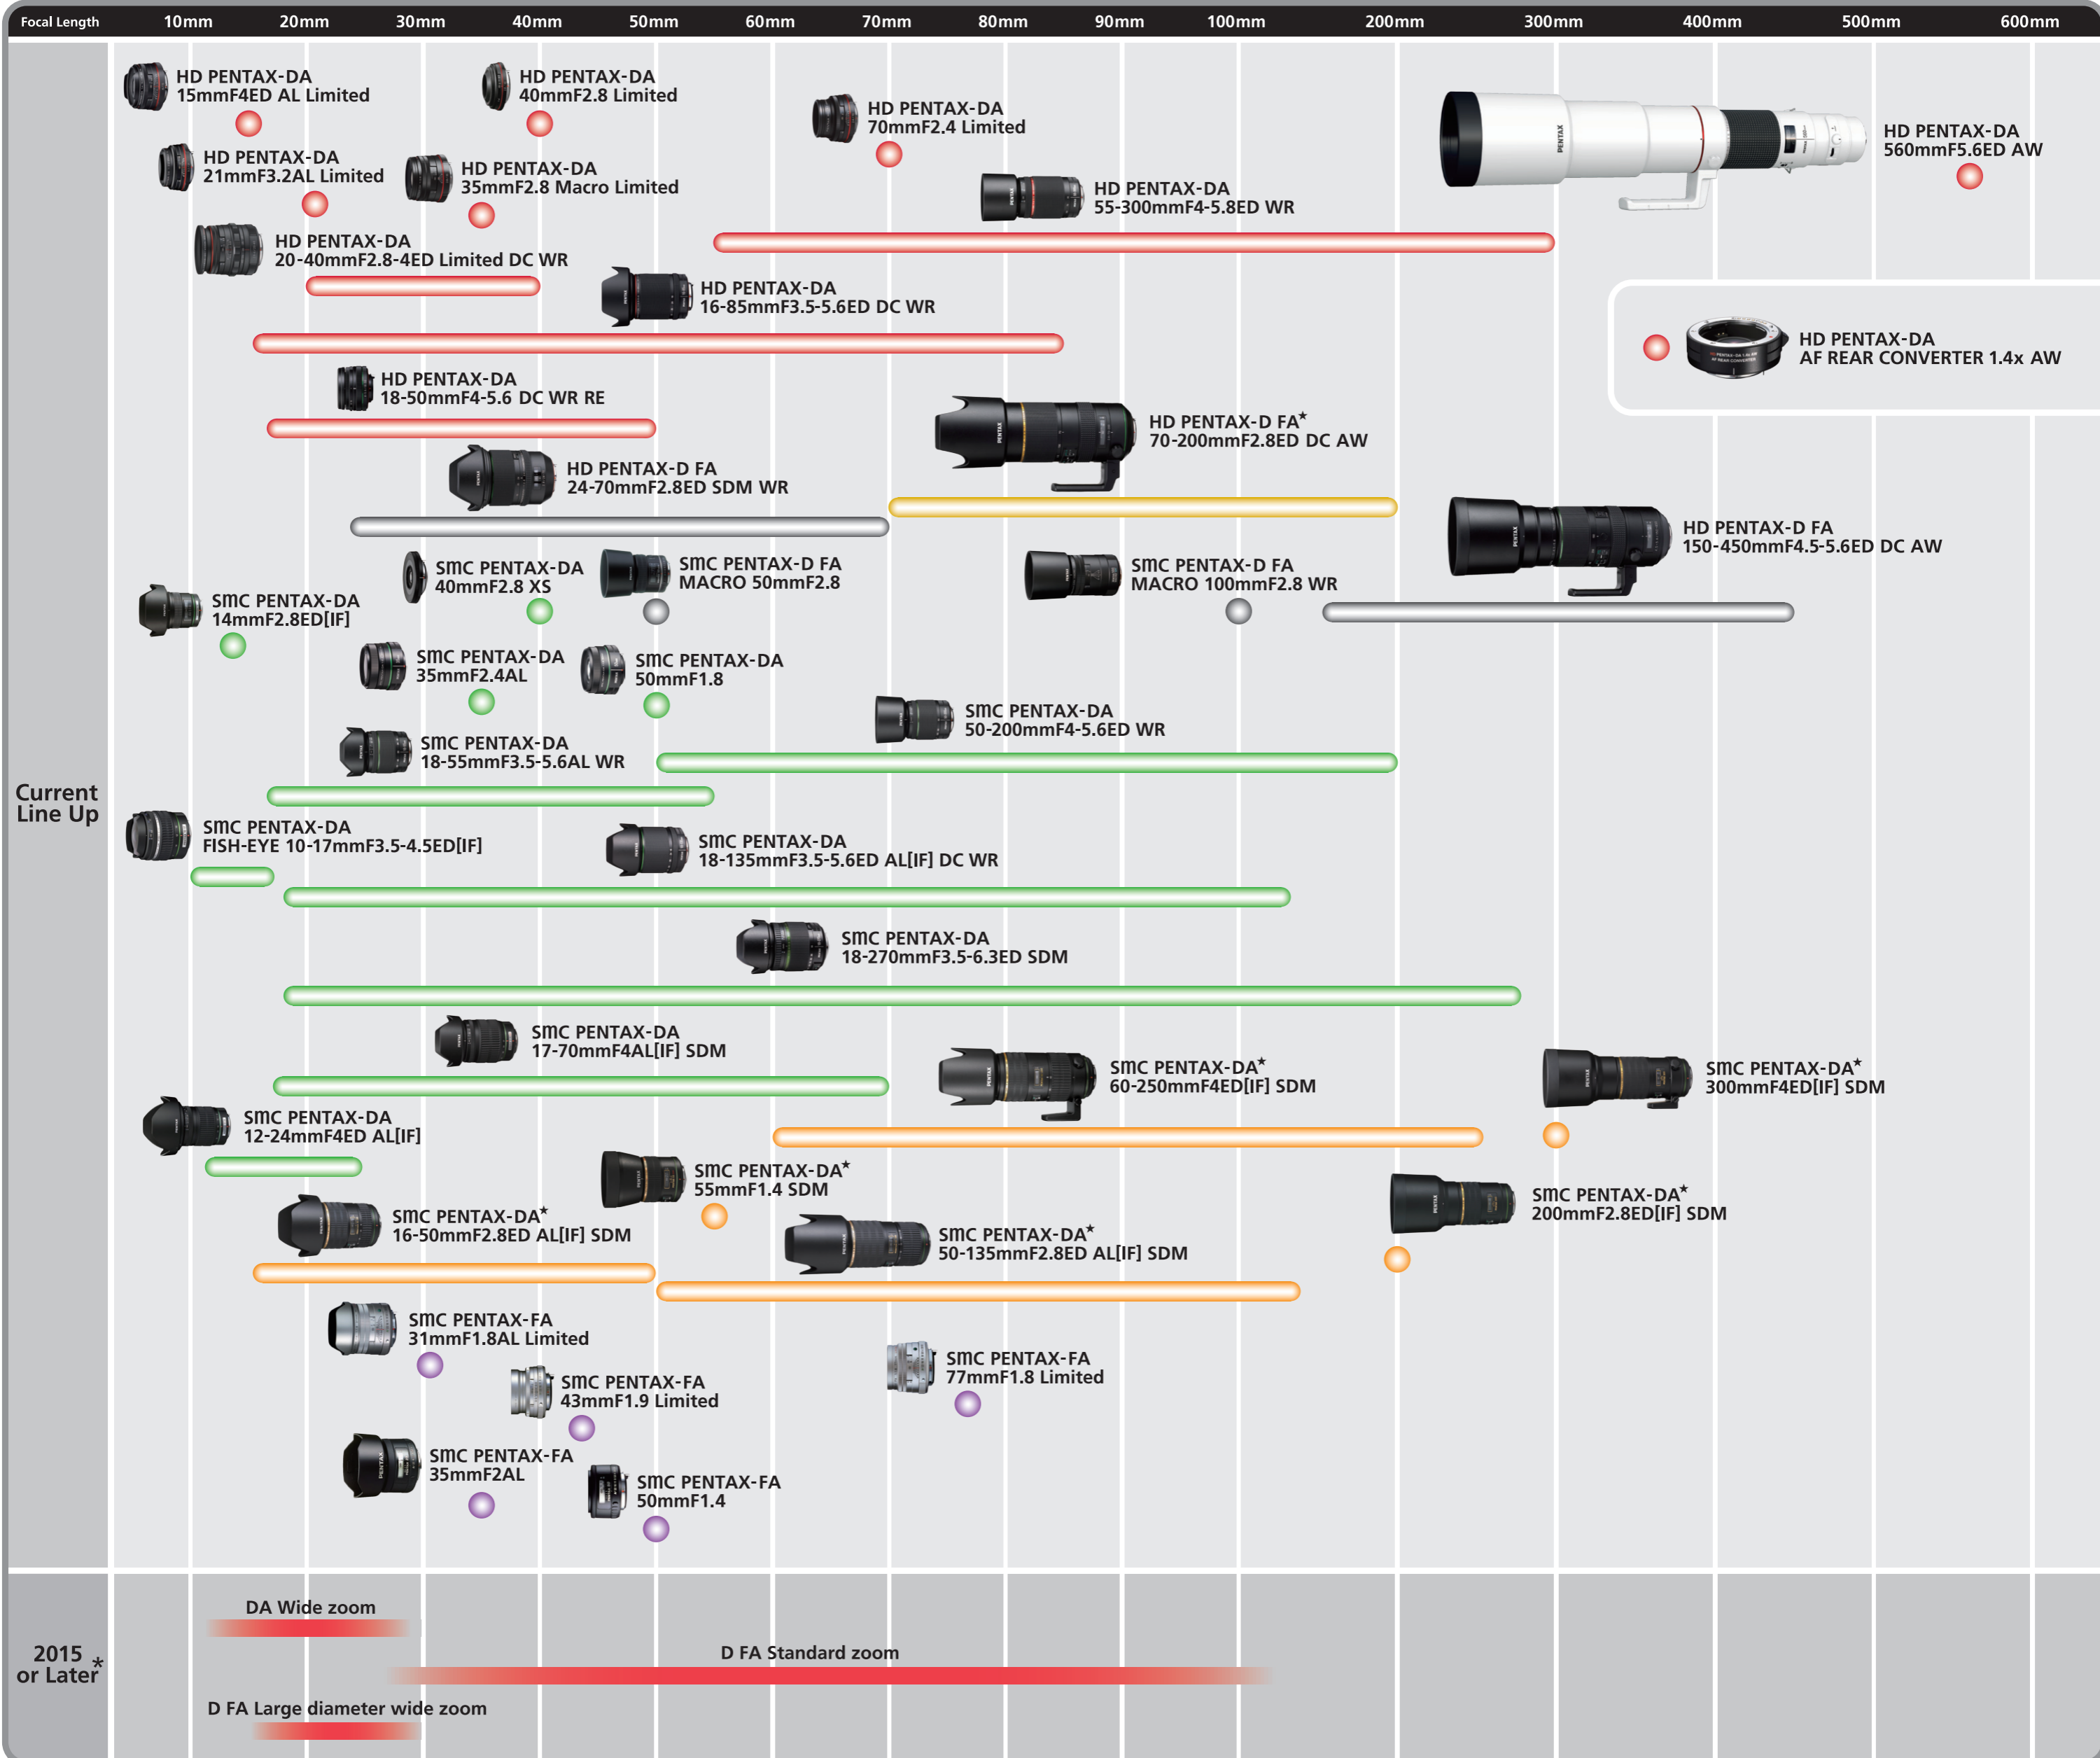 Focal Length 10mm 20mm 30mm 40mm 50mm 60mm 70mm 80mm 90mm 100mm 200mm 300mm 400mm 500mm 600mm
HD PENTAX-DA
15mmF4ED AL Limited
HD PENTAX-DA
40mmF2.8 Limited
HD PENTAX-DA
70mmF2.4 Limited
HD PENTAX-DA
560mmF5.6ED AW
HD PENTAX-DA
21mmF3.2AL Limited
HD PENTAX-DA
35mmF2.8 Macro Limited
HD PENTAX-DA
55-300mmF4-5.8ED WR
HD PENTAX-DA
20-40mmF2.8-4ED Limited DC WR
HD PENTAX-DA
16-85mmF3.5-5.6ED DC WR
HD PENTAX-DA
AF REAR CONVERTER 1.4x AW
HD PENTAX-DA
18-50mmF4-5.6 DC WR RE
HD PENTAX-D FA★
70-200mmF2.8ED DC AW
HD PENTAX-D FA
24-70mmF2.8ED SDM WR
HD PENTAX-D FA
150-450mmF4.5-5.6ED DC AW
SMC PENTAX-DA
40mmF2.8 XS
SMC PENTAX-D FA
MACRO 50mmF2.8
SMC PENTAX-D FA
MACRO 100mmF2.8 WR
SMC PENTAX-DA
14mmF2.8ED[IF]
SMC PENTAX-DA
35mmF2.4AL
SMC PENTAX-DA
50mmF1.8
SMC PENTAX-DA
50-200mmF4-5.6ED WR
SMC PENTAX-DA
18-55mmF3.5-5.6AL WR
Current
Line Up
SMC PENTAX-DA
FISH-EYE 10-17mmF3.5-4.5ED[IF]
SMC PENTAX-DA
18-135mmF3.5-5.6ED AL[IF] DC WR
SMC PENTAX-DA
18-270mmF3.5-6.3ED SDM
SMC PENTAX-DA
17-70mmF4AL[IF] SDM
SMC PENTAX-DA★
60-250mmF4ED[IF] SDM
SMC PENTAX-DA★
300mmF4ED[IF] SDM
SMC PENTAX-DA
12-24mmF4ED AL[IF]
SMC PENTAX-DA★
55mmF1.4 SDM
SMC PENTAX-DA★
200mmF2.8ED[IF] SDM
SMC PENTAX-DA★
16-50mmF2.8ED AL[IF] SDM
SMC PENTAX-DA★
50-135mmF2.8ED AL[IF] SDM
SMC PENTAX-FA
31mmF1.8AL Limited
SMC PENTAX-FA
77mmF1.8 Limited
SMC PENTAX-FA
43mmF1.9 Limited
SMC PENTAX-FA
35mmF2AL
SMC PENTAX-FA
50mmF1.4
2015
or Later*
DA Wide zoom
D FA Standard zoom
D FA Large diameter wide zoom